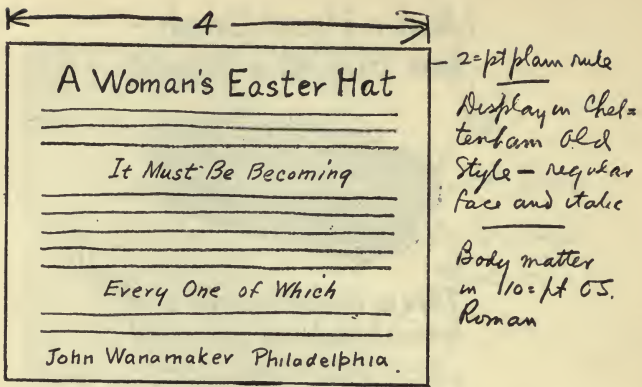 4
A Woman's Easter Hat
It Must Be Becoming
Every One of Which
John Wanamaker Philadelphia.
2=pt plain rule
Display in Chel=
tenham Old
Style - regular
face and italic
Body matter
in 10=pt O.S.
Roman